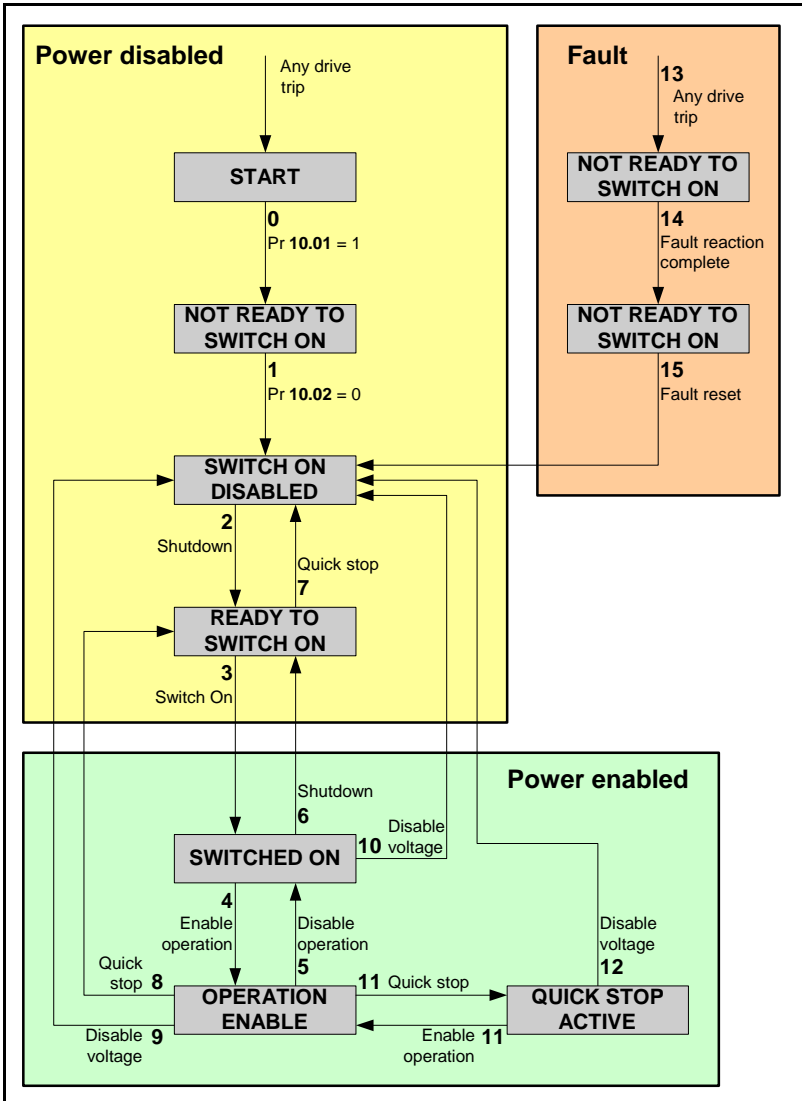 Power disabled
Any drive
trip
START
0
Pr 10.01 = 1
NOT READY TO
SWITCH ON
1
Pr 10.02 = 0
SWITCH ON
DISABLED
2
Shutdown
Quick stop
7
READY TO
SWITCH ON
3
Switch On
Fault
13
Any drive
trip
NOT READY TO
SWITCH ON
14
Fault reaction
complete
NOT READY TO
SWITCH ON
15
Fault reset
Power enabled
Shutdown
6
SWITCHED ON
10 Disable
voltage
4
Enable
operation
Disable
operation
5
Disable
voltage
12
Quick
stop 8
OPERATION
ENABLE
11 Quick stop
QUICK STOP
ACTIVE
Disable
voltage 9
Enable
operation 11